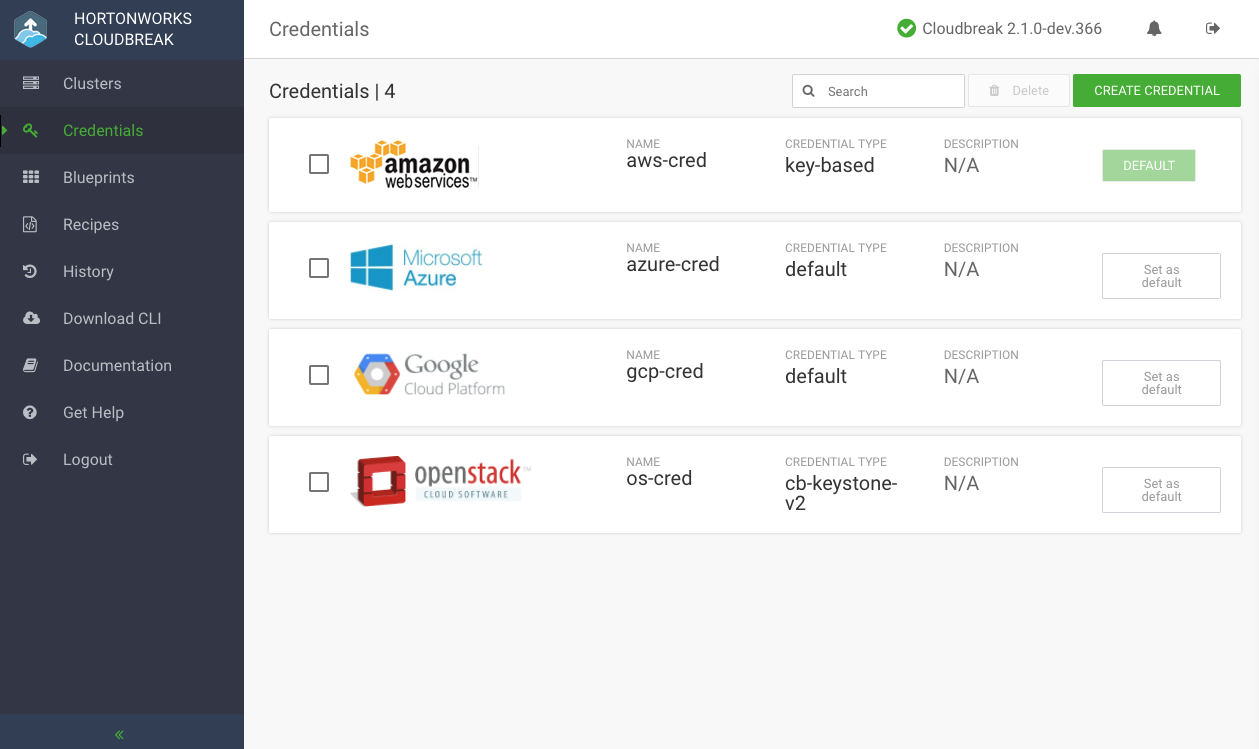 HORTONWORKS
CLOUDBREAK
Clusters
Credentials
Blueprints
Recipes
History
Download CLI
Documentation
Get Help
Logout
Credentials
Cloudbreak 2.1.0-dev.366
Credentials | 4
Search
Delete
CREATE CREDENTIAL
amazon
webservices™
NAME
aws-cred
CREDENTIAL TYPE
key-based
DESCRIPTION
N/A
DEFAULT
Microsoft
Azure
NAME
azure-cred
CREDENTIAL TYPE
default
DESCRIPTION
N/A
Set as
default
Google
Cloud Platform
NAME
gcp-cred
CREDENTIAL TYPE
default
DESCRIPTION
N/A
Set as
default
openstack™
CLOUD SOFTWARE
NAME
os-cred
CREDENTIAL TYPE
cb-keystone-
v2
DESCRIPTION
N/A
Set as
default